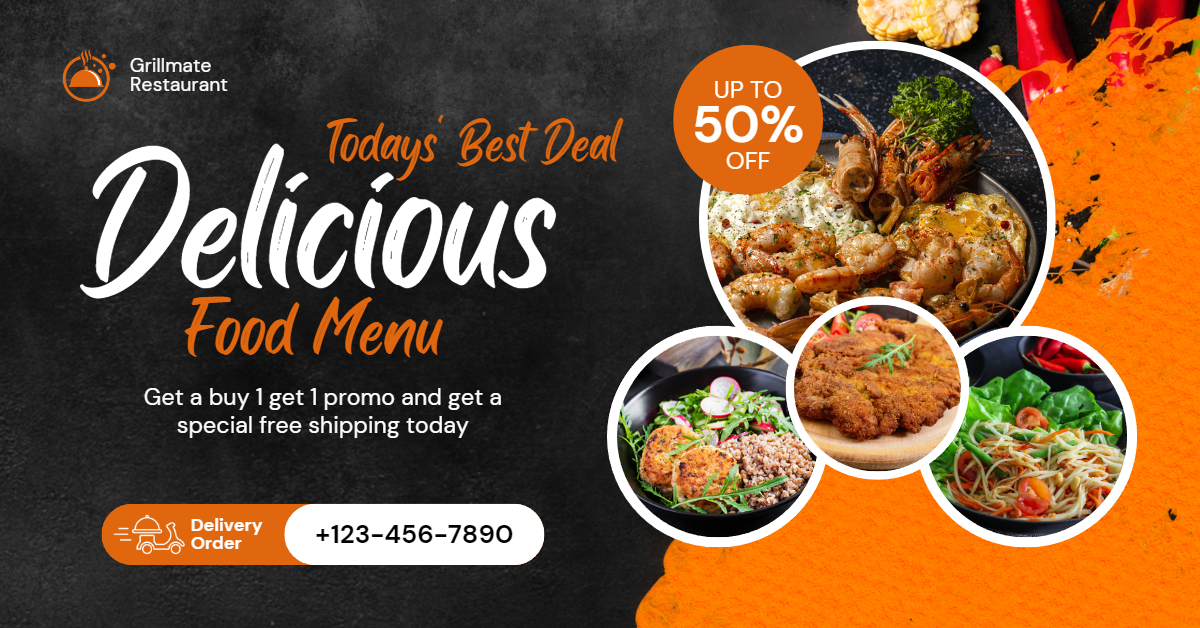 Grillmate
Restaurant
Todays' Best Deal
Delicious
Food Menu
Get a buy 1 get 1 promo and get a
special free shipping today
Delivery
Order
+123-456-7890
UP TO
50%
OFF